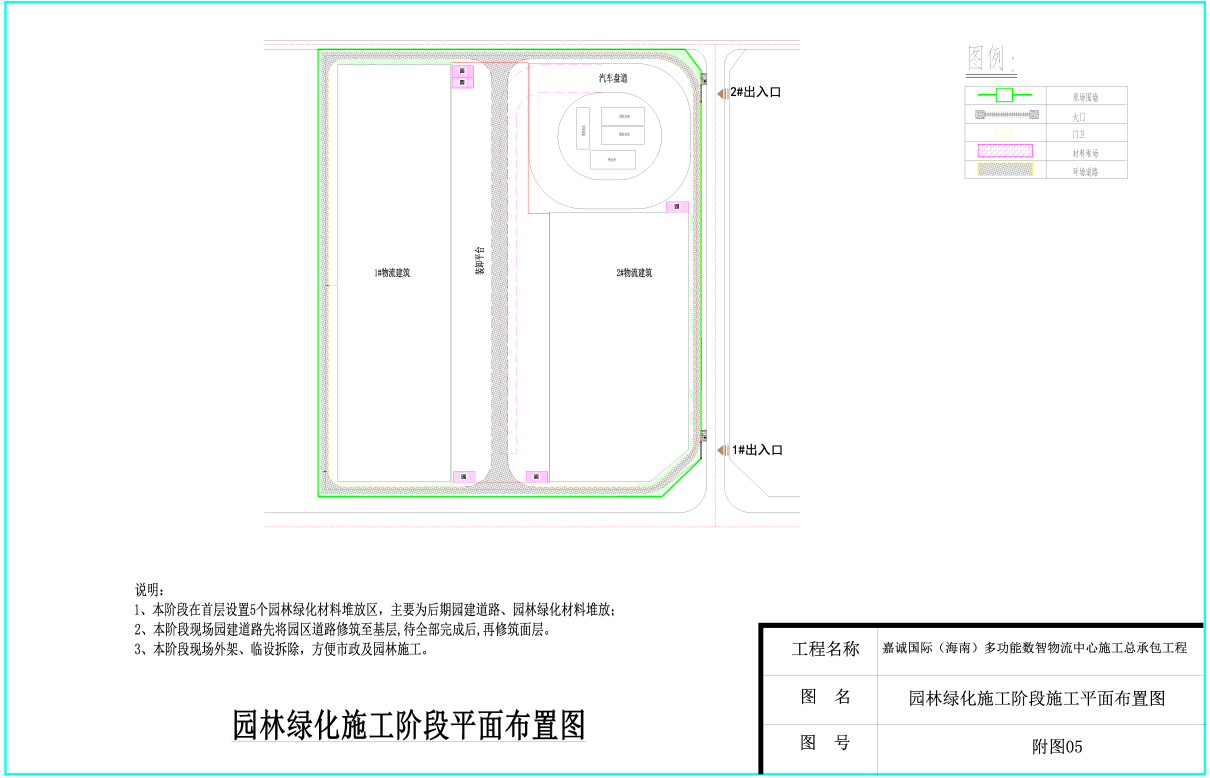 图例：
现场围墙
大门
门卫
材料堆场
环场道路
汽车盘道
2#出入口
1#物流建筑
装卸平台
2#物流建筑
1#出入口
说明：
1、本阶段在首层设置5个园林绿化材料堆放区，主要为后期园建道路、园林绿化材料堆放；
2、本阶段现场园建道路先将园区道路修筑至基层,待全部完成后,再修筑面层。
3、本阶段现场外架、临设拆除，方便市政及园林施工。
园林绿化施工阶段平面布置图
工程名称 嘉诚国际（海南）多功能数智物流中心施工总承包工程
图 名 园林绿化施工阶段施工平面布置图
图 号 附图05